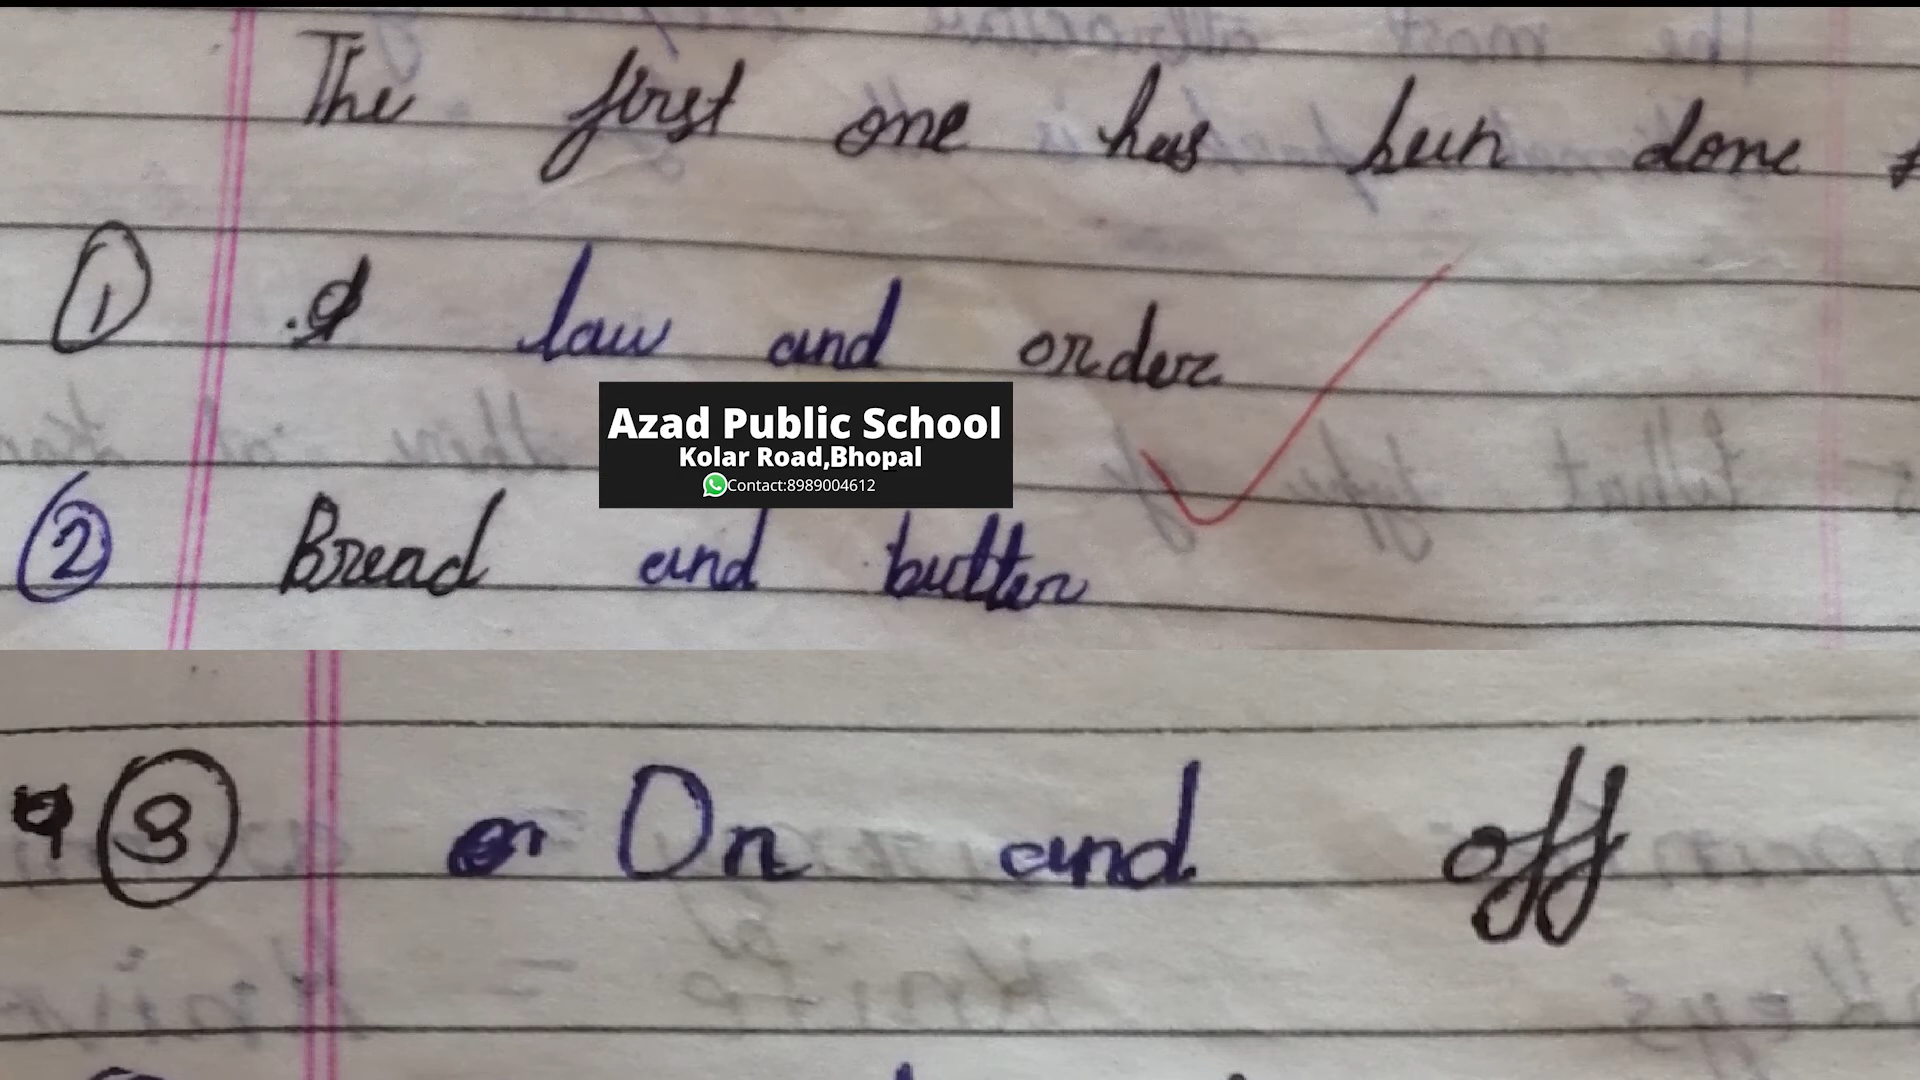 The first one has been done
① law and order
Azad Public School
Kolar Road,Bhopal
Contact:8989004612
② Bread and butter
③ On and off